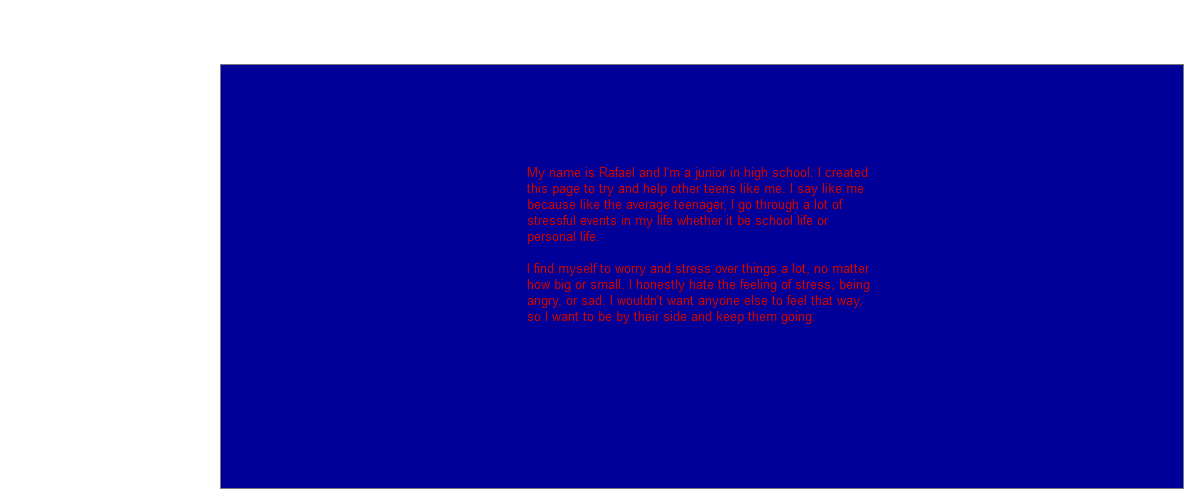 My name is Rafael and I'm a junior in high school. I created
this page to try and help other teens like me. I say like me
because like the average teenager, I go through a lot of
stressful events in my life whether it be school life or
personal life.
I find myself to worry and stress over things a lot, no matter
how big or small. I honestly hate the feeling of stress, being
angry, or sad. I wouldn't want anyone else to feel that way,
so I want to be by their side and keep them going.